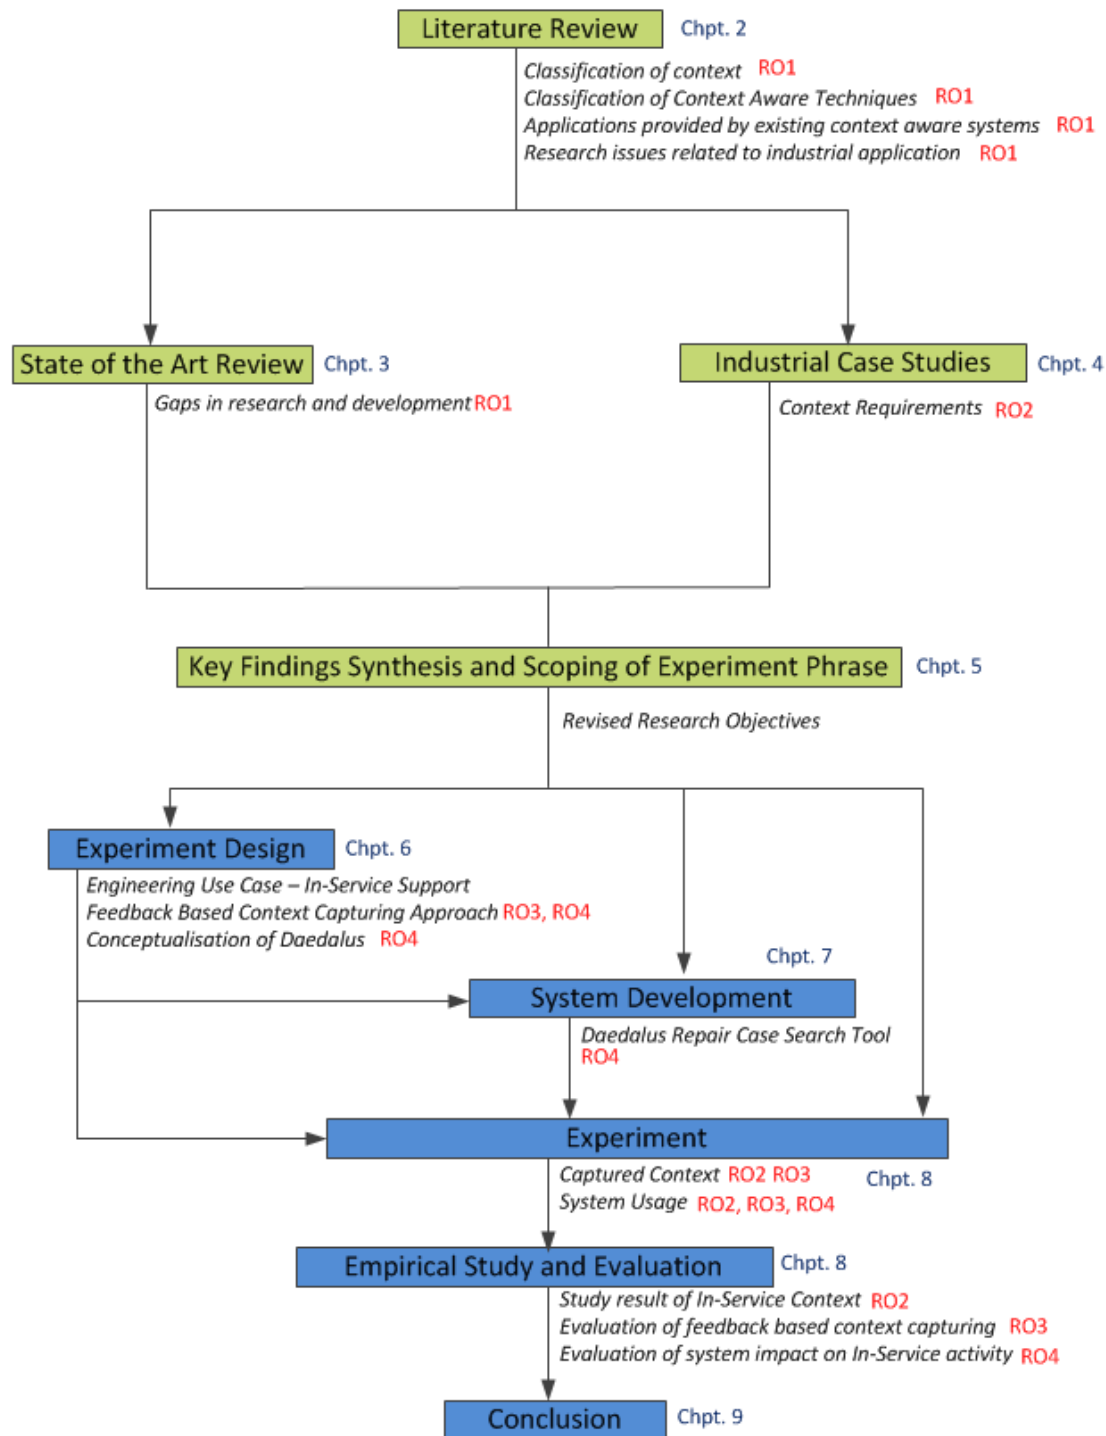 Literature Review Chpt. 2
Classification of context RO1
Classification of Context Aware Techniques RO1
Applications provided by existing context aware systems RO1
Research issues related to industrial application RO1
State of the Art Review Chpt. 3
Gaps in research and development RO1
Industrial Case Studies Chpt. 4
Context Requirements RO2
Key Findings Synthesis and Scoping of Experiment Phrase Chpt. 5
Revised Research Objectives
Experiment Design Chpt. 6
Engineering Use Case – In-Service Support
Feedback Based Context Capturing Approach RO3, RO4
Conceptualisation of Daedalus RO4
Chpt. 7
System Development
Daedalus Repair Case Search Tool
RO4
Experiment
Captured Context RO2 RO3
Chpt. 8
System Usage RO2, RO3, RO4
Empirical Study and Evaluation Chpt. 8
Study result of In-Service Context RO2
Evaluation of feedback based context capturing RO3
Evaluation of system impact on In-Service activity RO4
Conclusion Chpt. 9